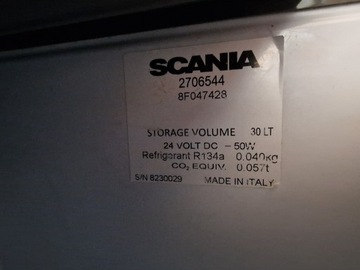 SCANIA
2706544
8F047428
STORAGE VOLUME 30 LT
24 VOLT DC - 50W
Refrigerant R134a 0.040kg
CO₂ EQUIV. 0.057t
S/N 8230029 MADE IN ITALY